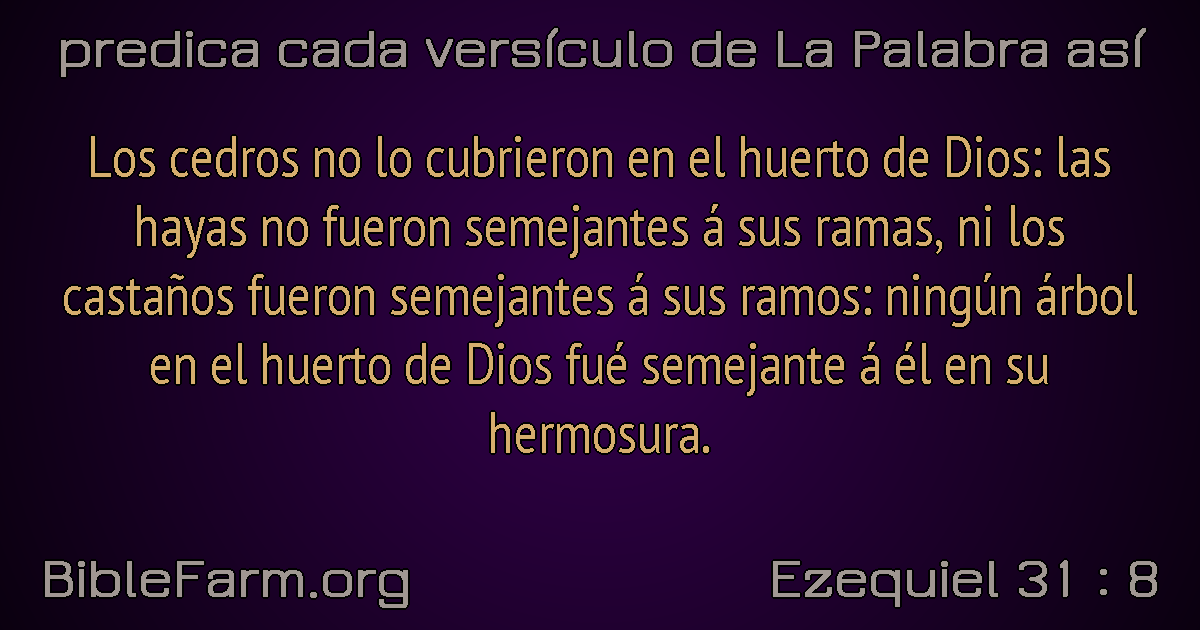 predica cada versículo de La Palabra así
Los cedros no lo cubrieron en el huerto de Dios: las
hayas no fueron semejantes á sus ramas, ni los
castaños fueron semejantes á sus ramos: ningún árbol
en el huerto de Dios fué semejante á él en su
hermosura.
BibleFarm.org
Ezequiel 31 : 8